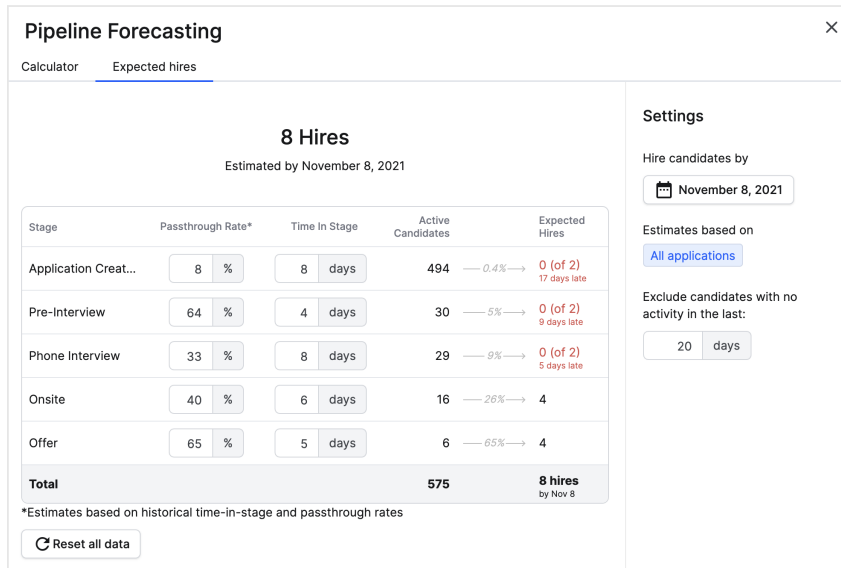 Pipeline Forecasting
Calculator Expected hires
8 Hires
Estimated by November 8, 2021
Stage Passthrough Rate* Time In Stage Active Candidates Expected Hires
Application Creat... 8 % 8 days 494 0.4% 0 (of 2)
17 days late
Pre-Interview 64 % 4 days 30 5% 0 (of 2)
9 days late
Phone Interview 33 % 8 days 29 9% 0 (of 2)
5 days late
Onsite 40 % 6 days 16 26% 4
Offer 65 % 5 days 6 65% 4
Total 575 8 hires
by Nov 8
*Estimates based on historical time-in-stage and passthrough rates
Reset all data
Settings
Hire candidates by
November 8, 2021
Estimates based on
All applications
Exclude candidates with no
activity in the last:
20 days